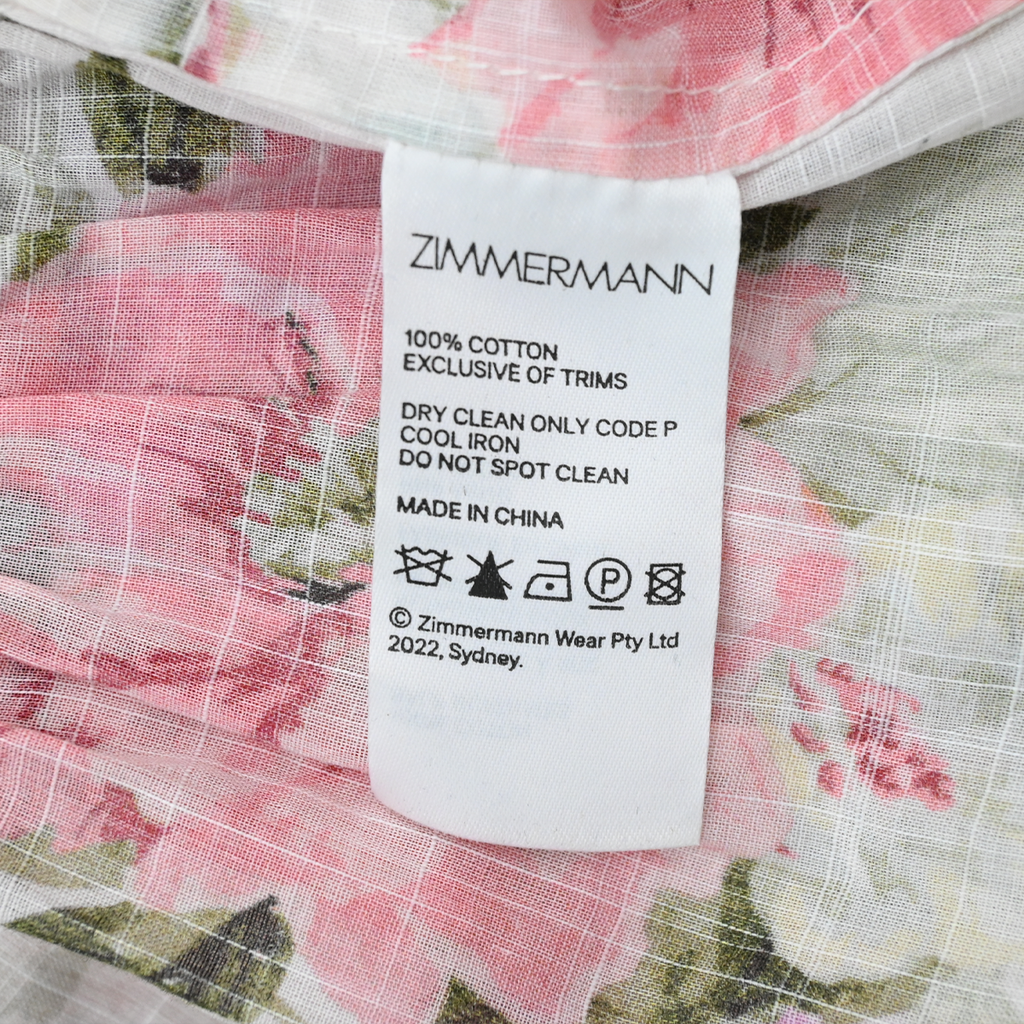 ZIMMERMANN
100% COTTON
EXCLUSIVE OF TRIMS
DRY CLEAN ONLY CODE P
COOL IRON
DO NOT SPOT CLEAN
MADE IN CHINA
P
© Zimmermann Wear Pty Ltd
2022, Sydney.